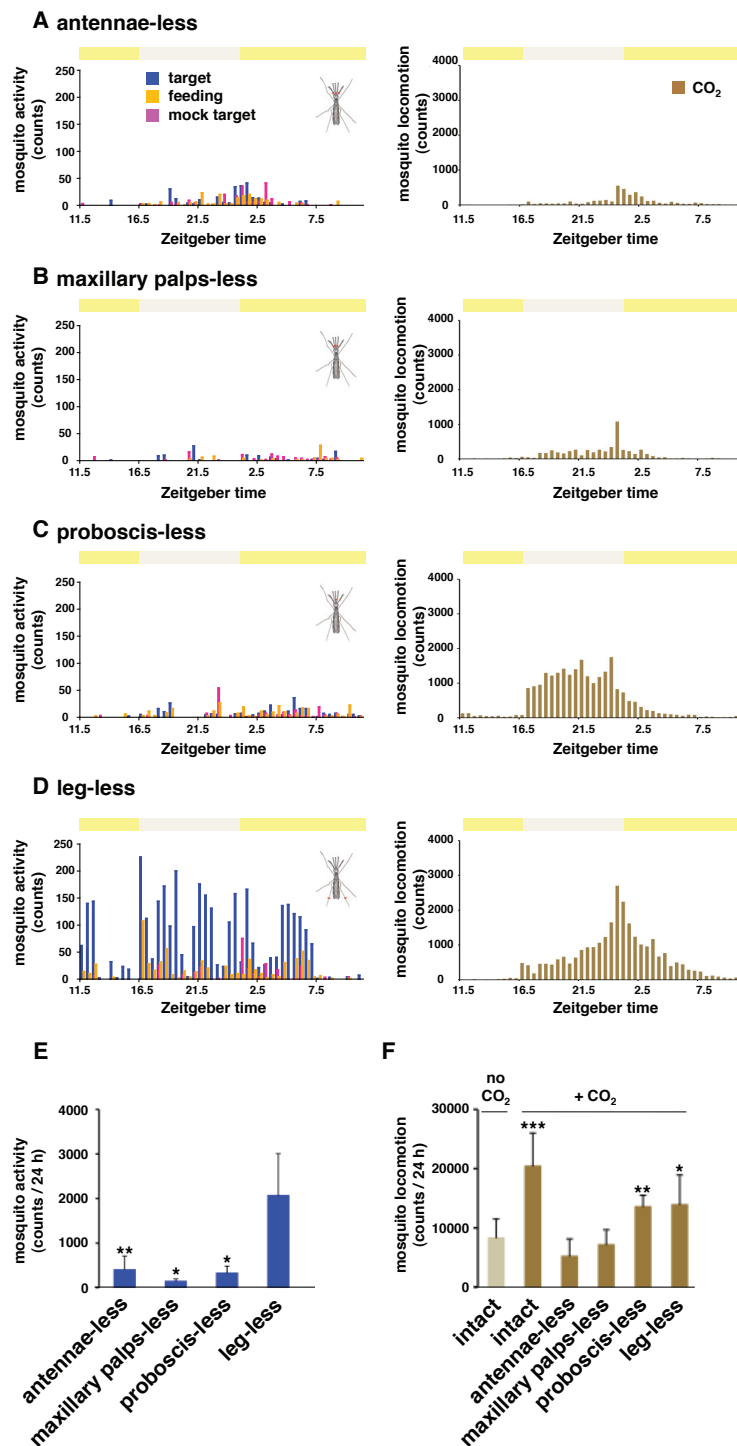 A antennae-less
mosquito activity
(counts)
250
200
150
100
50
0
target
feeding
mock target
11.5 16.5 21.5 2.5 7.5
Zeitgeber time
mosquito locomotion
(counts)
4000
3000
2000
1000
0
CO2
11.5 16.5 21.5 2.5 7.5
Zeitgeber time
B maxillary palps-less
mosquito activity
(counts)
250
200
150
100
50
0
11.5 16.5 21.5 2.5 7.5
Zeitgeber time
mosquito locomotion
(counts)
4000
3000
2000
1000
0
11.5 16.5 21.5 2.5 7.5
Zeitgeber time
C proboscis-less
mosquito activity
(counts)
250
200
150
100
50
0
11.5 16.5 21.5 2.5 7.5
Zeitgeber time
mosquito locomotion
(counts)
4000
3000
2000
1000
0
11.5 16.5 21.5 2.5 7.5
Zeitgeber time
D leg-less
mosquito activity
(counts)
250
200
150
100
50
0
11.5 16.5 21.5 2.5 7.5
Zeitgeber time
mosquito locomotion
(counts)
4000
3000
2000
1000
0
11.5 16.5 21.5 2.5 7.5
Zeitgeber time
E
mosquito activity
(counts / 24 h)
4000
3000
2000
1000
0
**
*
*
antennae-less
maxillary palps-less
proboscis-less
leg-less
F
mosquito locomotion
(counts / 24 h)
30000
20000
10000
0
no
CO2
+ CO2
***
**
*
intact
intact
antennae-less
maxillary palps-less
proboscis-less
leg-less